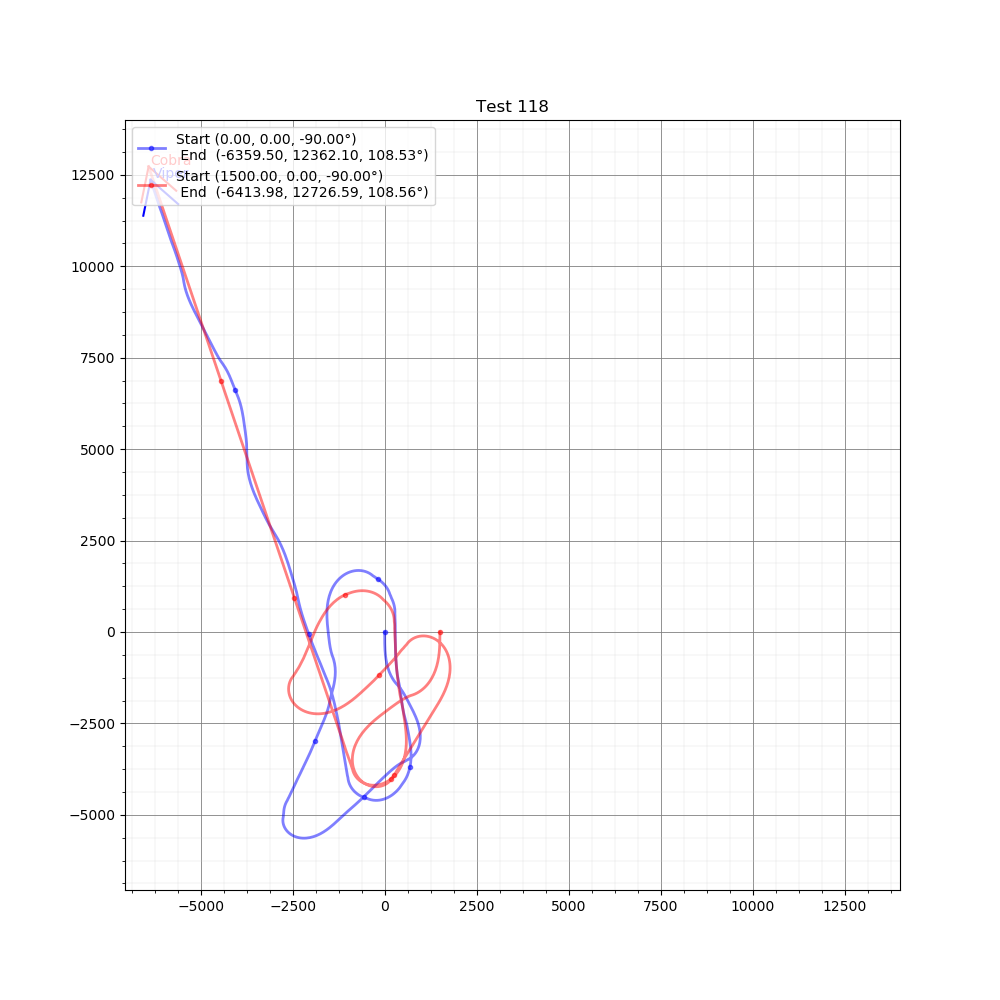 Test 118
Start (0.00, 0.00, -90.00°)
End (-6359.50, 12362.10, 108.53°)
Start (1500.00, 0.00, -90.00°)
End (-6413.98, 12726.59, 108.56°)
Cobra
Viper
12500
10000
7500
5000
2500
0
−2500
−5000
−5000 −2500 0 2500 5000 7500 10000 12500